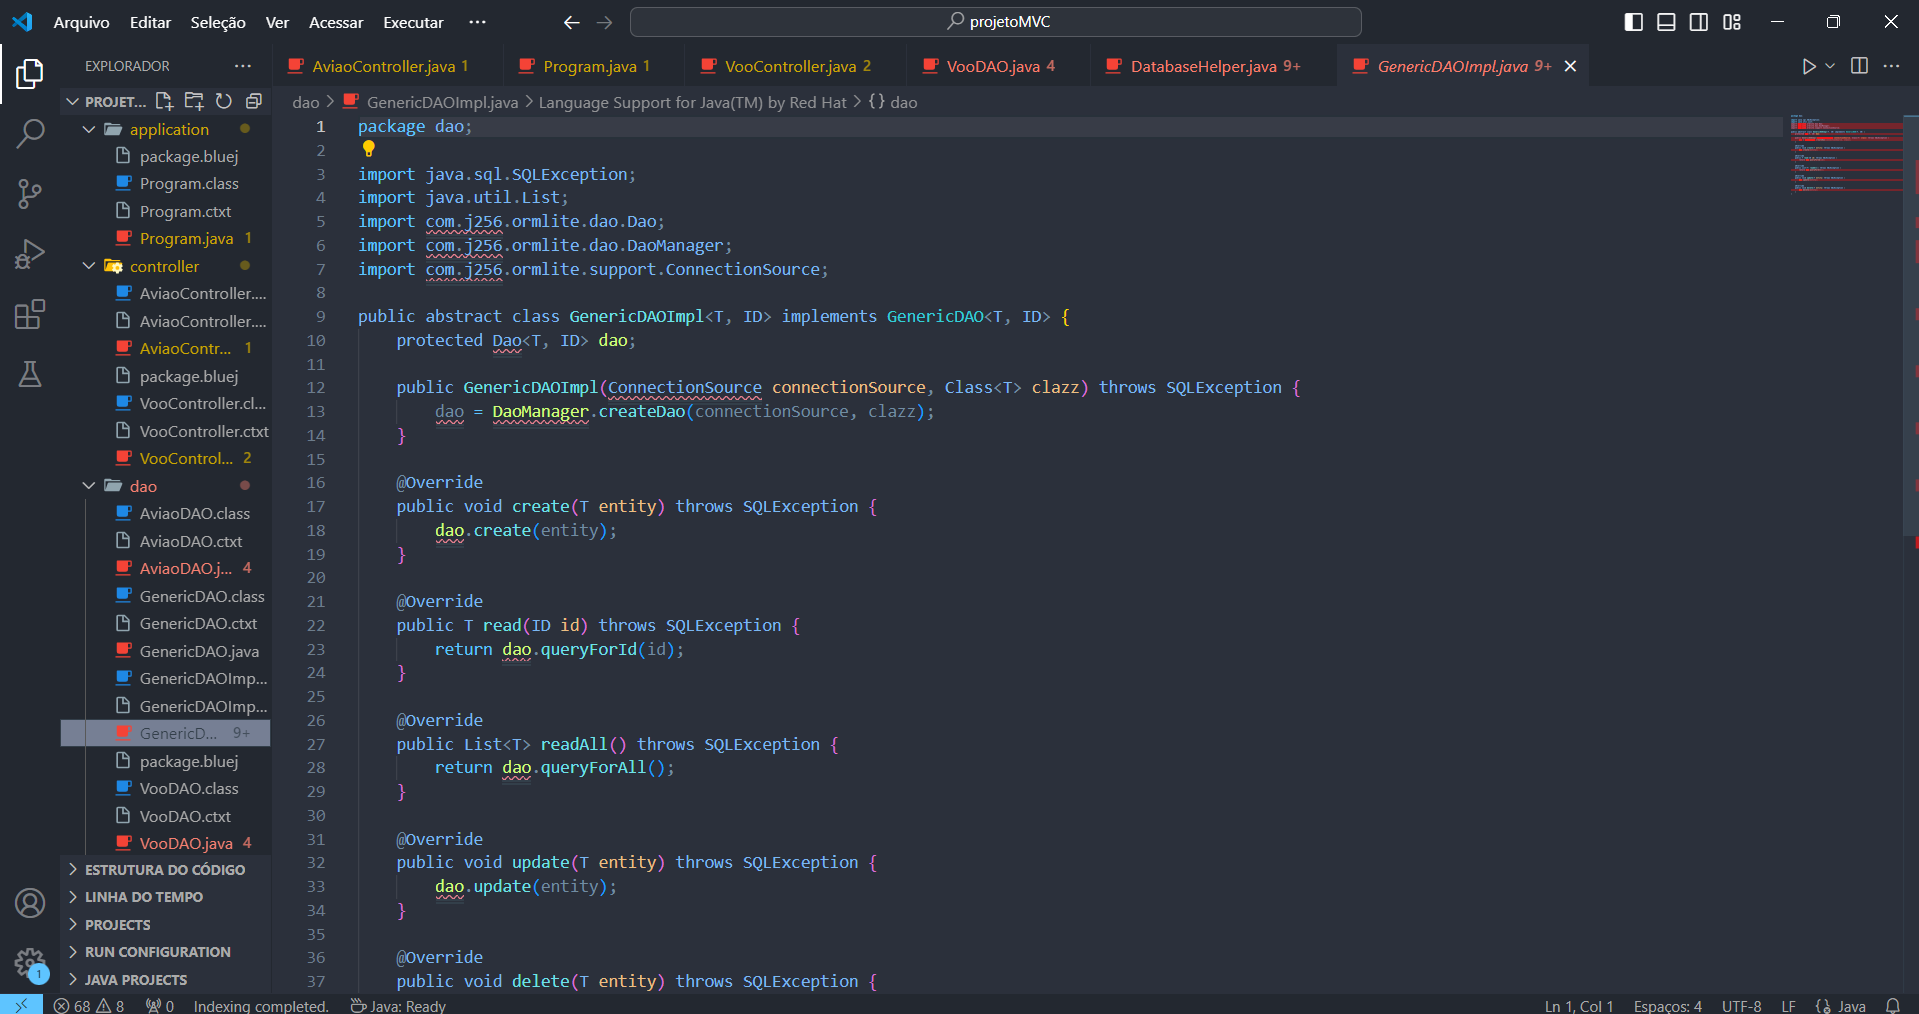 Arquivo Editar Seleção Ver Acessar Executar ···
projetoMVC
EXPLORADOR ···
AviaoController.java 1
Program.java 1
VooController.java 2
VooDAO.java 4
DatabaseHelper.java 9+
GenericDAOImpl.java 9+
PROJET...
dao > GenericDAOImpl.java > Language Support for Java(TM) by Red Hat > {} dao
application
package.bluej
Program.class
Program.ctxt
Program.java 1
controller
AviaoController....
AviaoController....
AviaoContr... 1
package.bluej
VooController.cl...
VooController.ctxt
VooControl... 2
dao
AviaoDAO.class
AviaoDAO.ctxt
AviaoDAO.j... 4
GenericDAO.class
GenericDAO.ctxt
GenericDAO.java
GenericDAOImp...
GenericDAOImp...
GenericD... 9+
package.bluej
VooDAO.class
VooDAO.ctxt
VooDAO.java 4
ESTRUTURA DO CÓDIGO
LINHA DO TEMPO
PROJECTS
RUN CONFIGURATION
JAVA PROJECTS
1 package dao;
2
3 import java.sql.SQLException;
4 import java.util.List;
5 import com.j256.ormlite.dao.Dao;
6 import com.j256.ormlite.dao.DaoManager;
7 import com.j256.ormlite.support.ConnectionSource;
8
9 public abstract class GenericDAOImpl<T, ID> implements GenericDAO<T, ID> {
10 protected Dao<T, ID> dao;
11
12 public GenericDAOImpl(ConnectionSource connectionSource, Class<T> clazz) throws SQLException {
13 dao = DaoManager.createDao(connectionSource, clazz);
14 }
15
16 @Override
17 public void create(T entity) throws SQLException {
18 dao.create(entity);
19 }
20
21 @Override
22 public T read(ID id) throws SQLException {
23 return dao.queryForId(id);
24 }
25
26 @Override
27 public List<T> readAll() throws SQLException {
28 return dao.queryForAll();
29 }
30
31 @Override
32 public void update(T entity) throws SQLException {
33 dao.update(entity);
34 }
35
36 @Override
37 public void delete(T entity) throws SQLException {
1
68 8 0 Indexing completed. Java: Ready
Ln 1, Col 1 Espaços: 4 UTF-8 LF {} Java